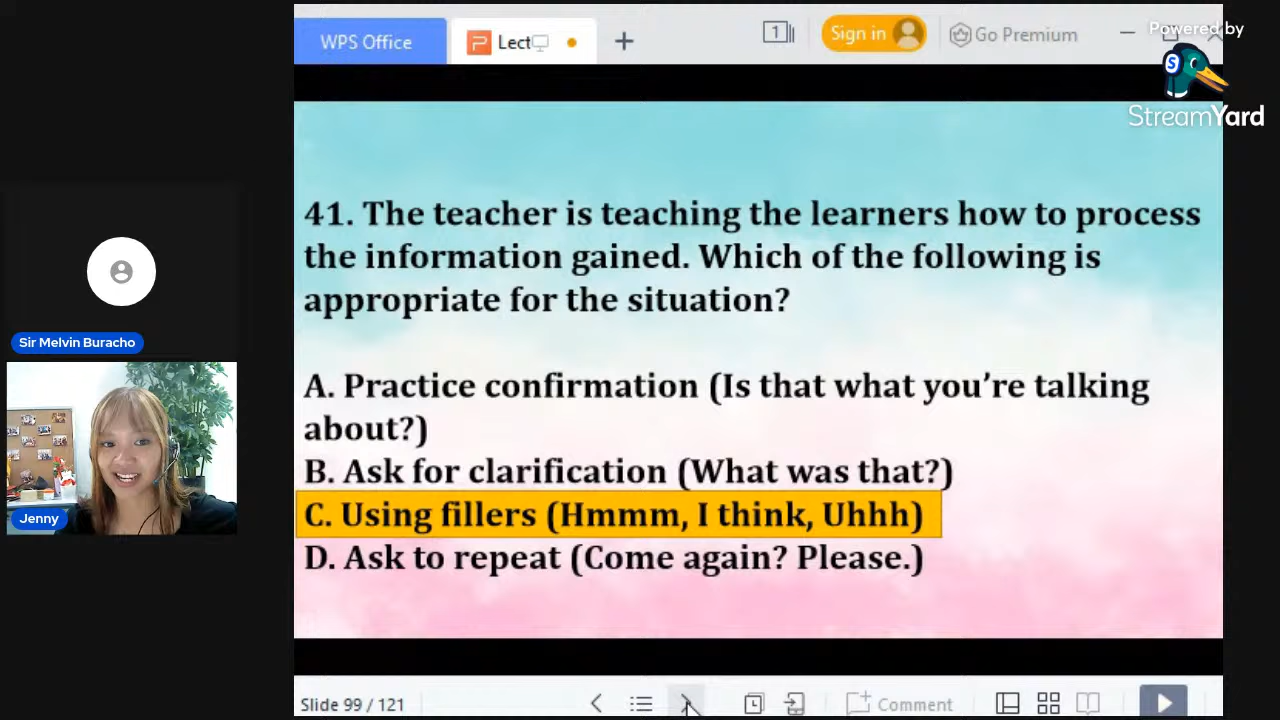 WPS Office
Lect
1
Sign in
Go Premium
Powered by
StreamYard
41. The teacher is teaching the learners how to process
the information gained. Which of the following is
appropriate for the situation?
A. Practice confirmation (Is that what you’re talking
about?)
B. Ask for clarification (What was that?)
C. Using fillers (Hmmm, I think, Uhhh)
D. Ask to repeat (Come again? Please.)
Sir Melvin Buracho
Jenny
Slide 99 / 121
Comment